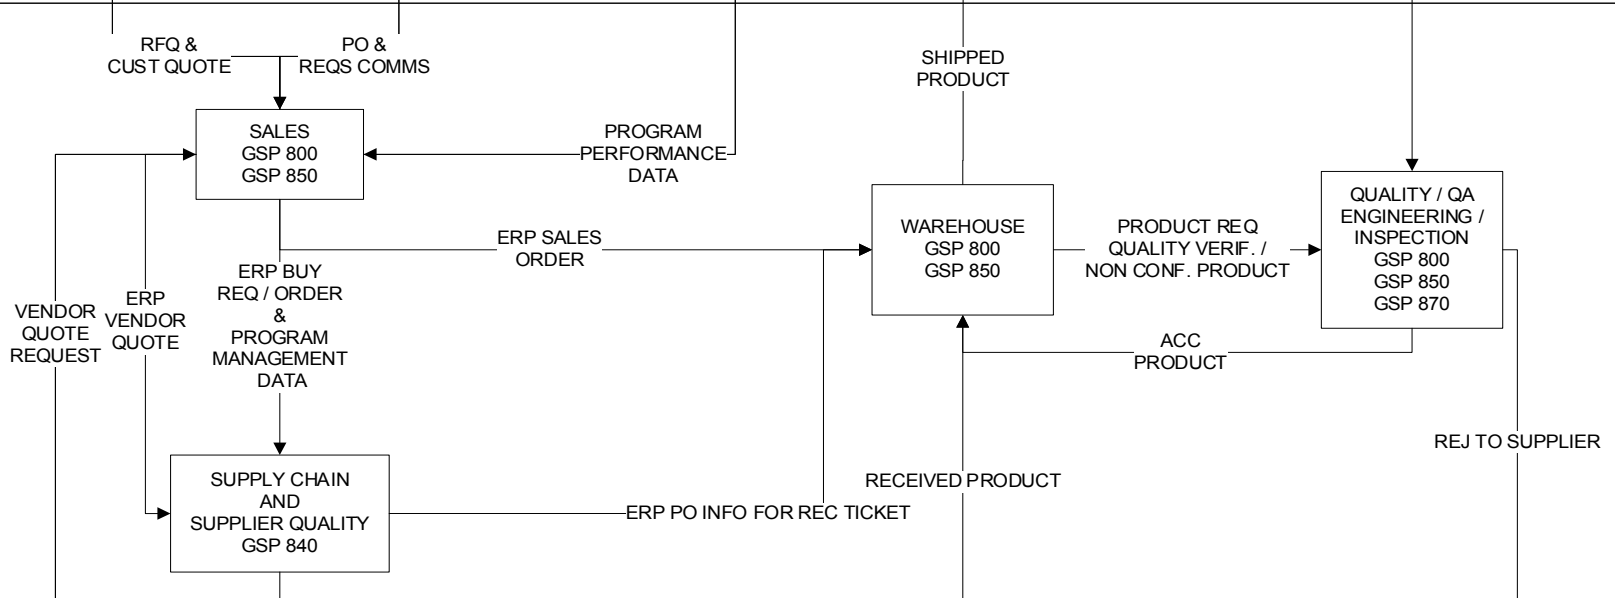 RFQ &
CUST QUOTE
PO &
REQS COMMS
SHIPPED
PRODUCT
SALES
GSP 800
GSP 850
PROGRAM
PERFORMANCE
DATA
WAREHOUSE
GSP 800
GSP 850
PRODUCT REQ
QUALITY VERIF. /
NON CONF. PRODUCT
QUALITY / QA
ENGINEERING /
INSPECTION
GSP 800
GSP 850
GSP 870
ERP SALES
ORDER
VENDOR
QUOTE
REQUEST
ERP
VENDOR
QUOTE
ERP BUY
REQ / ORDER
&
PROGRAM
MANAGEMENT
DATA
ACC
PRODUCT
REJ TO SUPPLIER
SUPPLY CHAIN
AND
SUPPLIER QUALITY
GSP 840
RECEIVED PRODUCT
ERP PO INFO FOR REC TICKET